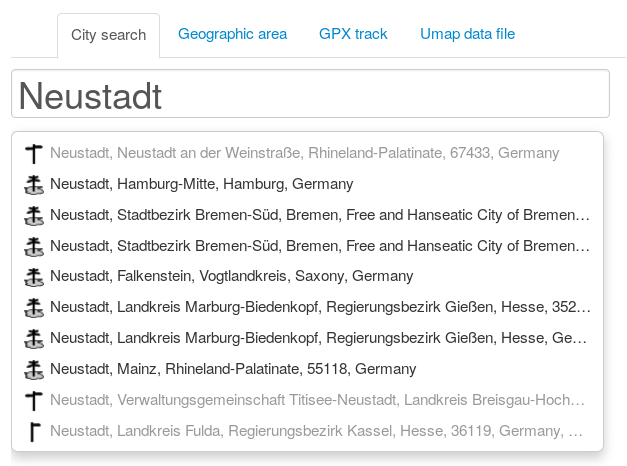 City search Geographic area GPX track Umap data file
Neustadt
Neustadt, Neustadt an der Weinstraße, Rhineland-Palatinate, 67433, Germany
Neustadt, Hamburg-Mitte, Hamburg, Germany
Neustadt, Stadtbezirk Bremen-Süd, Bremen, Free and Hanseatic City of Bremen…
Neustadt, Stadtbezirk Bremen-Süd, Bremen, Free and Hanseatic City of Bremen…
Neustadt, Falkenstein, Vogtlandkreis, Saxony, Germany
Neustadt, Landkreis Marburg-Biedenkopf, Regierungsbezirk Gießen, Hesse, 352…
Neustadt, Landkreis Marburg-Biedenkopf, Regierungsbezirk Gießen, Hesse, Ge…
Neustadt, Mainz, Rhineland-Palatinate, 55118, Germany
Neustadt, Verwaltungsgemeinschaft Titisee-Neustadt, Landkreis Breisgau-Hoch…
Neustadt, Landkreis Fulda, Regierungsbezirk Kassel, Hesse, 36119, Germany, …